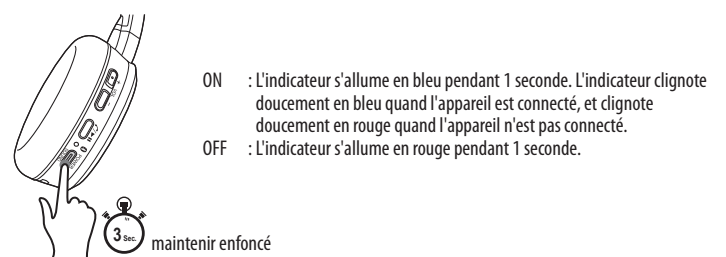 ON : L'indicateur s'allume en bleu pendant 1 seconde. L'indicateur clignote
doucement en bleu quand l'appareil est connecté, et clignote
doucement en rouge quand l'appareil n'est pas connecté.
OFF : L'indicateur s'allume en rouge pendant 1 seconde.
3 Sec.
maintenir enfoncé